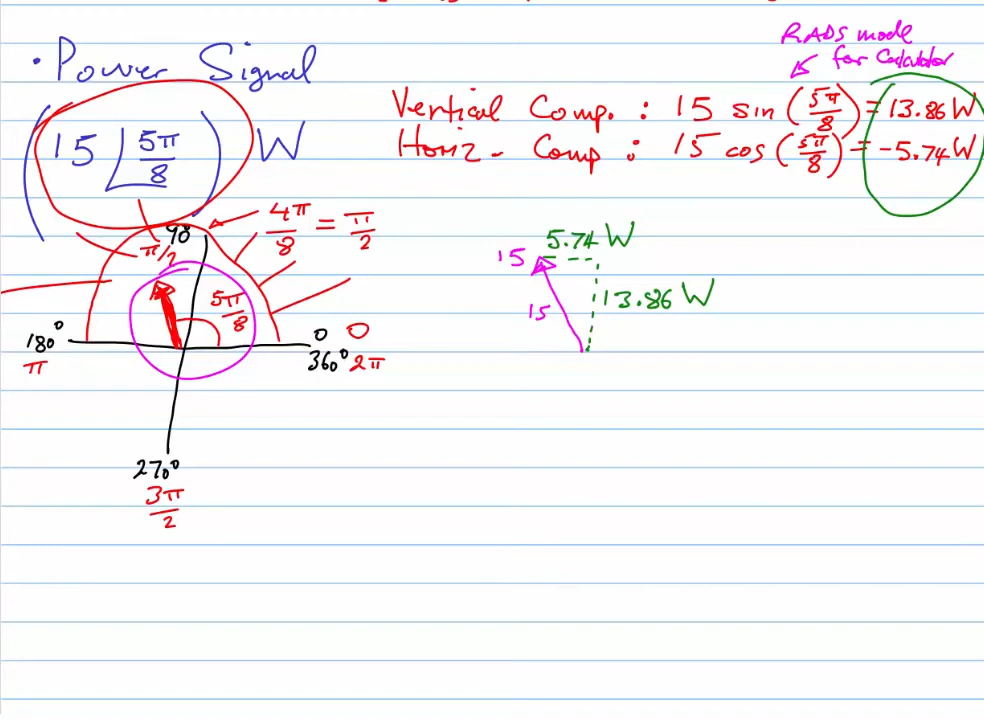 RADS mode
for Calculator
· Power Signal
(15∠5π/8) W
Vertical Comp. : 15 sin (5π/8) = 13.86 W
Horiz - Comp : 15 cos (5π/8) = -5.74 W
4π/8 = π/2
90°
π/2
5π/8
180°
π
0 0
360° 2π
270°
3π/2
5.74 W
15
15
13.86 W